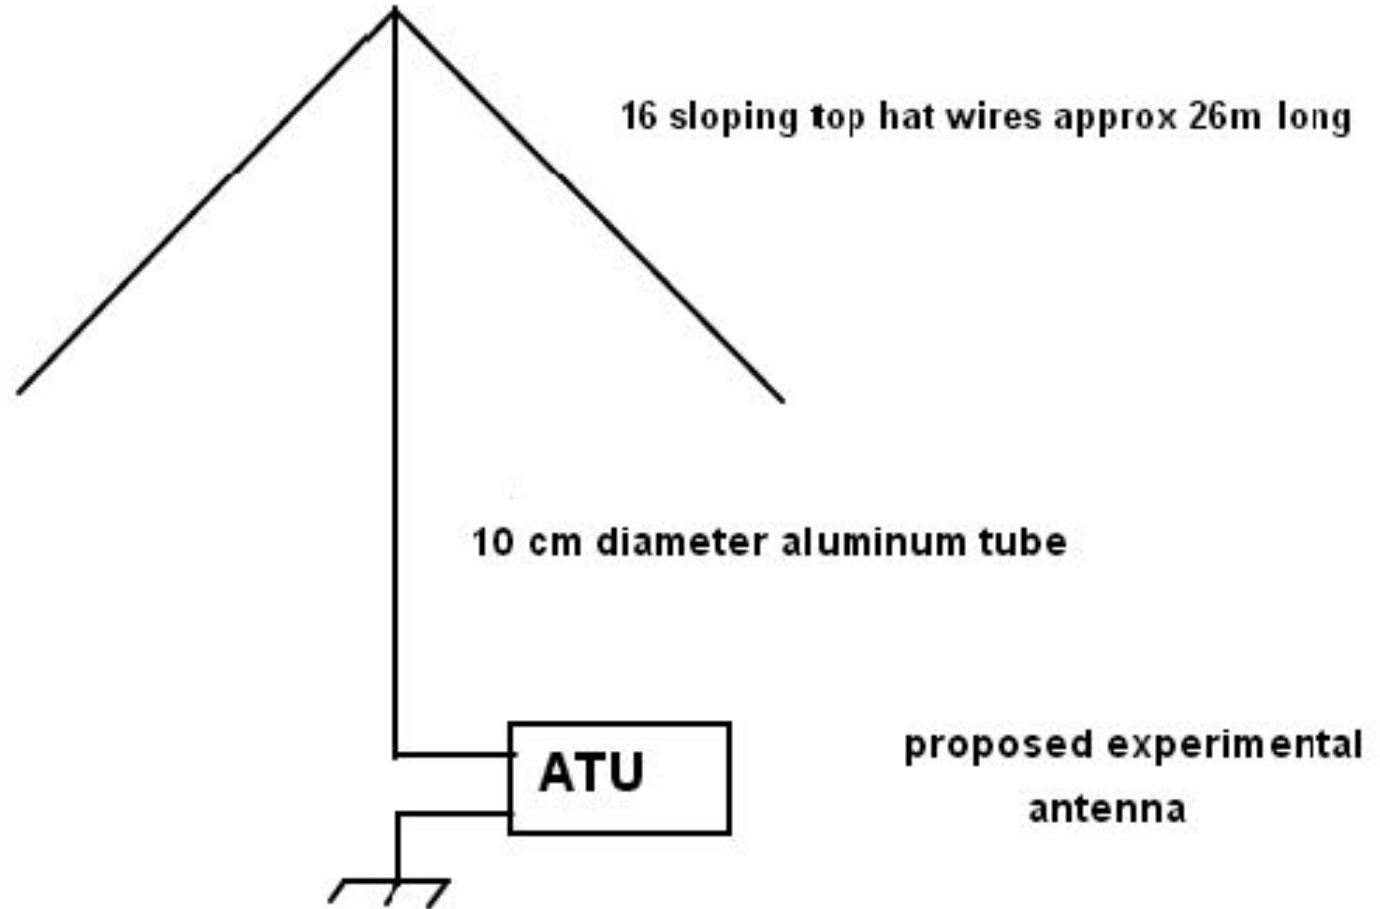 16 sloping top hat wires approx 26m long
10 cm diameter aluminum tube
ATU
proposed experimental
antenna